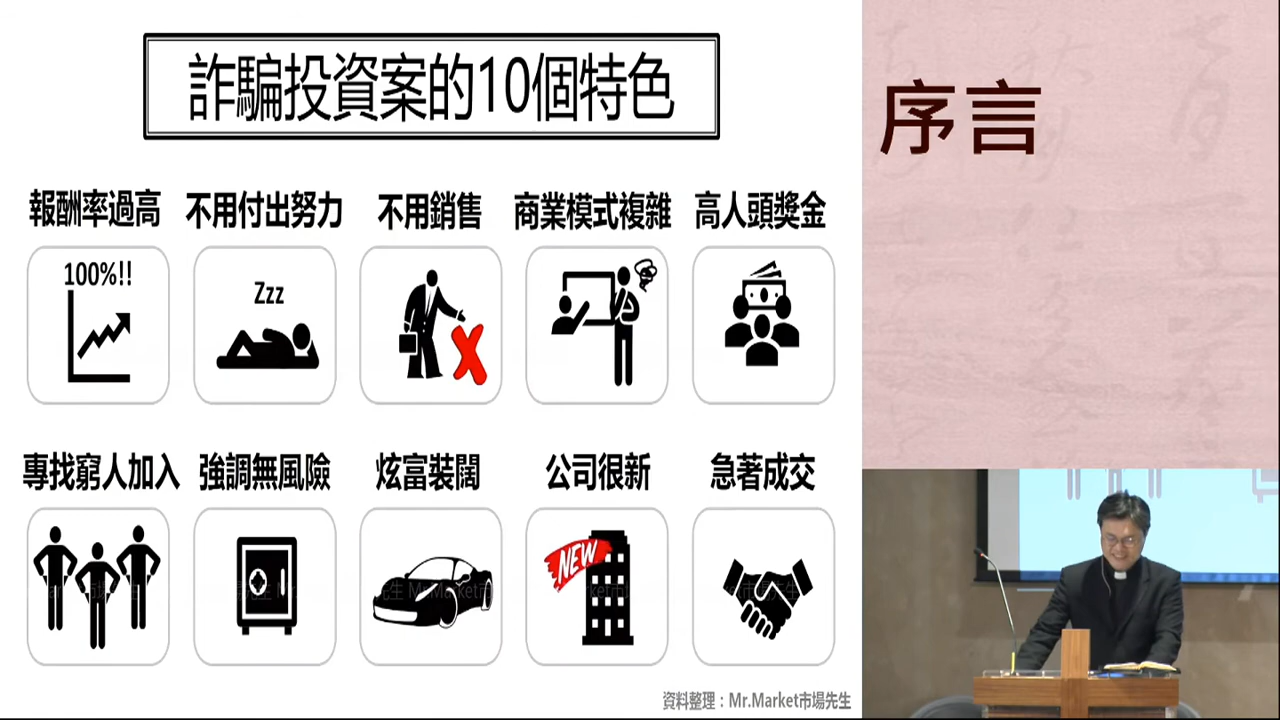 詐騙投資案的10個特色
序言
報酬率過高
不用付出努力
不用銷售
商業模式複雜
高人頭獎金
100%!!
Zzz
專找窮人加入
強調無風險
炫富裝闊
公司很新
急著成交
NEW
資料整理：Mr.Market市場先生